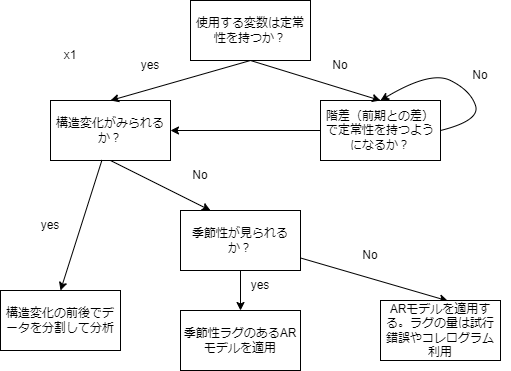 使用する変数は定常
性を持つか？
x1
yes
No
No
構造変化がみられる
か？
階差（前期との差）
で定常性を持つよう
になるか？
No
yes
季節性が見られる
か？
No
yes
構造変化の前後でデ
ータを分割して分析
季節性ラグのあるAR
モデルを適用
ARモデルを適用す
る。ラグの量は試行
錯誤やコレログラム
利用